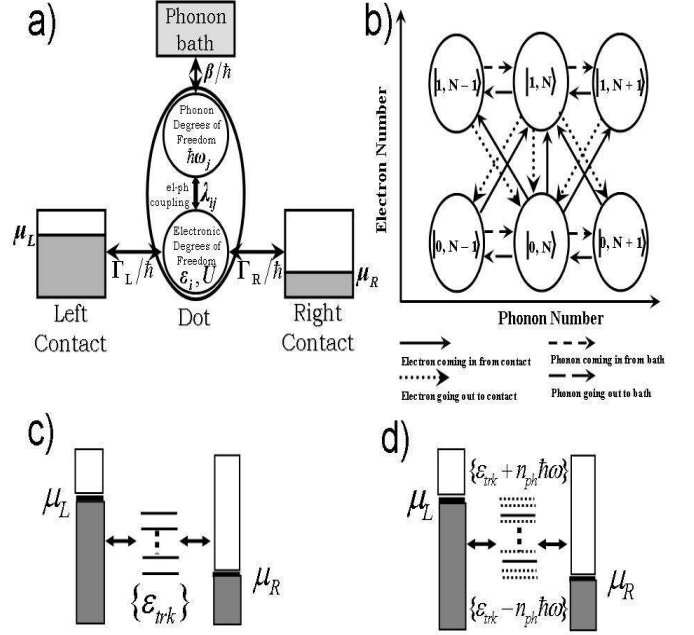 a)
Phonon
bath
β/ħ
Phonon
Degrees of
Freedom
ħω_j
el-ph
coupling
λ_ij
Electronic
Degrees of
Freedom
ε_i, U
μ_L
Γ_L/ħ
Γ_R/ħ
μ_R
Left
Contact
Dot
Right
Contact
b)
Electron Number
|1, N−1⟩
|1, N⟩
|1, N+1⟩
|0, N−1⟩
|0, N⟩
|0, N+1⟩
Phonon Number
Electron coming in from contact
Phonon coming in from bath
Electron going out to contact
Phonon going out to bath
c)
μ_L
μ_R
{ε_trk}
d)
{ε_trk + n_ph ħω}
μ_L
μ_R
{ε_trk − n_ph ħω}